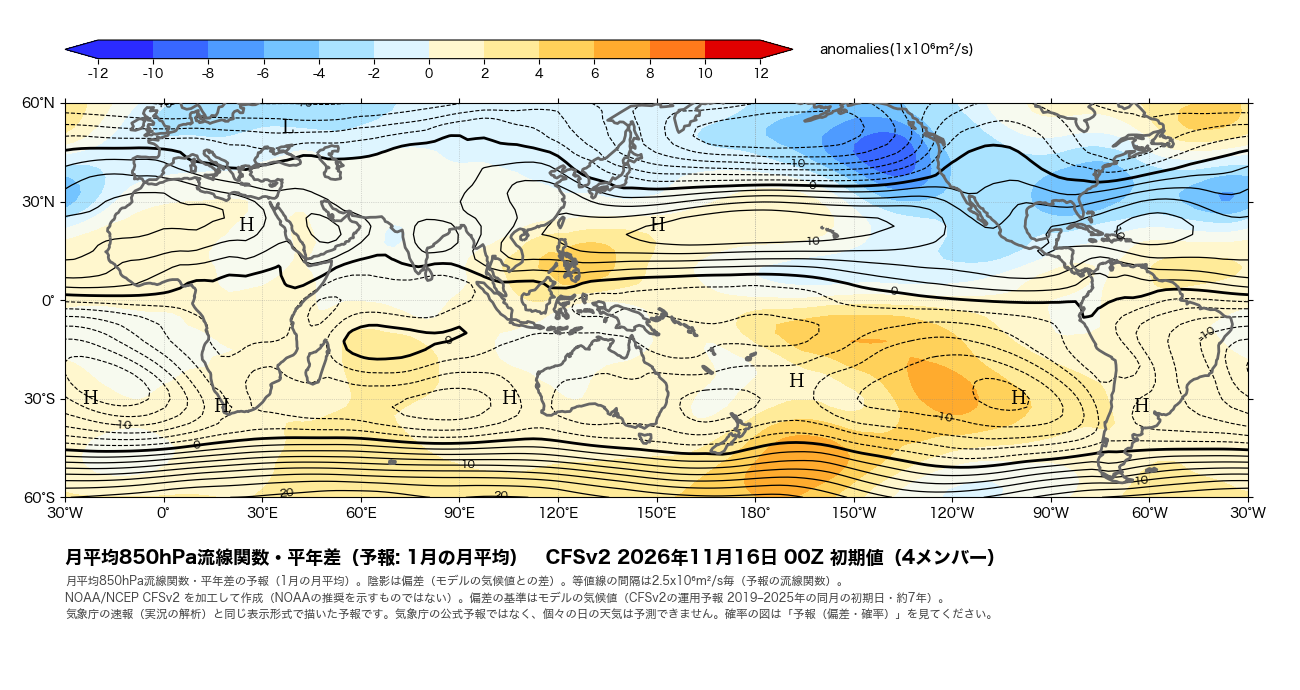 -12 -10 -8 -6 -4 -2 0 2 4 6 8 10 12 anomalies(1x10⁶m²/s)
60°N
30°N
0°
30°S
60°S
L
H H
H
H H H H H
10 0 10 0 0 10 0 10 10 10 10 20 20
30°W 0° 30°E 60°E 90°E 120°E 150°E 180° 150°W 120°W 90°W 60°W 30°W
月平均850hPa流線関数・平年差（予報: 1月の月平均） CFSv2 2026年11月16日 00Z 初期値（4メンバー）
月平均850hPa流線関数・平年差の予報（1月の月平均）。陰影は偏差（モデルの気候値との差）。等値線の間隔は2.5x10⁶m²/s毎（予報の流線関数）。
NOAA/NCEP CFSv2 を加工して作成（NOAAの推奨を示すものではない）。偏差の基準はモデルの気候値（CFSv2の運用予報 2019–2025年の同月の初期日・約7年）。
気象庁の速報（実況の解析）と同じ表示形式で描いた予報です。気象庁の公式予報ではなく、個々の日の天気は予測できません。確率の図は「予報（偏差・確率）」を見てください。